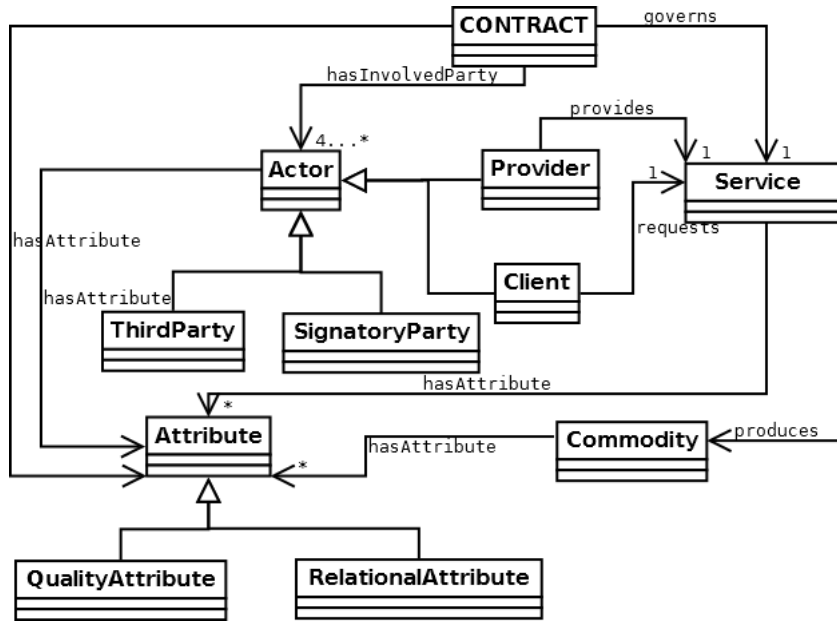 CONTRACT
governs
hasInvolvedParty
provides
4...*
1
1
Actor
Provider
1
Service
hasAttribute
requests
Client
hasAttribute
ThirdParty
SignatoryParty
hasAttribute
*
Attribute
Commodity
produces
hasAttribute
*
QualityAttribute
RelationalAttribute